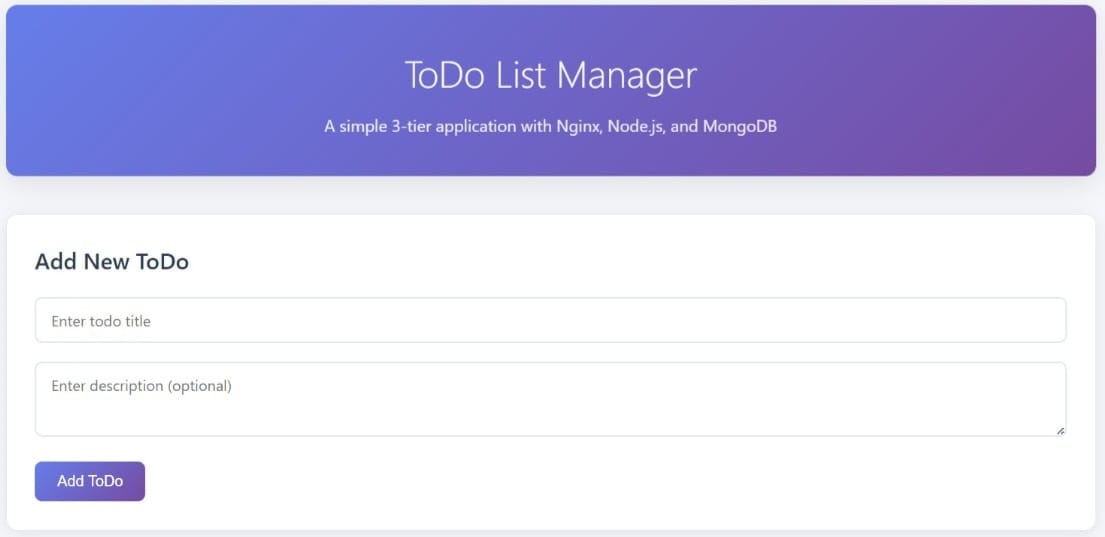 ToDo List Manager
A simple 3-tier application with Nginx, Node.js, and MongoDB
Add New ToDo
Enter todo title
Enter description (optional)
Add ToDo